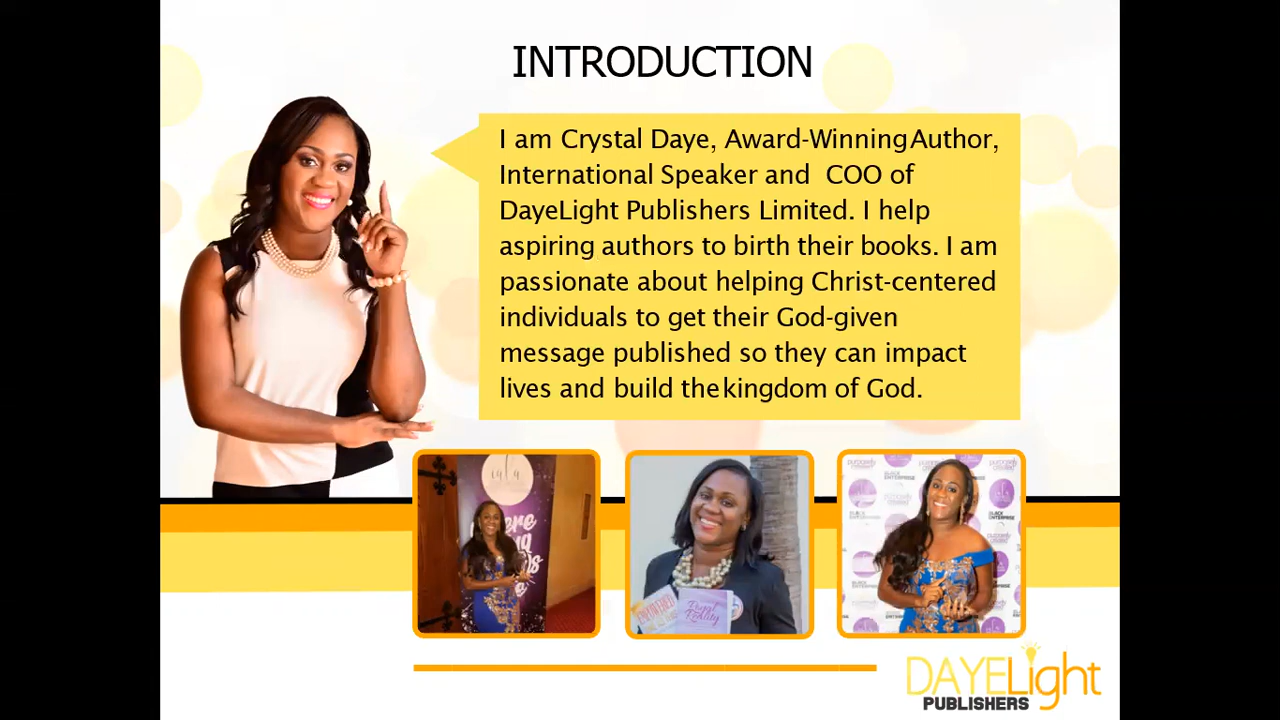 INTRODUCTION
I am Crystal Daye, Award-Winning Author,
International Speaker and COO of
DayeLight Publishers Limited. I help
aspiring authors to birth their books. I am
passionate about helping Christ-centered
individuals to get their God-given
message published so they can impact
lives and build the kingdom of God.
BLACK ENTERPRISE
DAYELight
PUBLISHERS